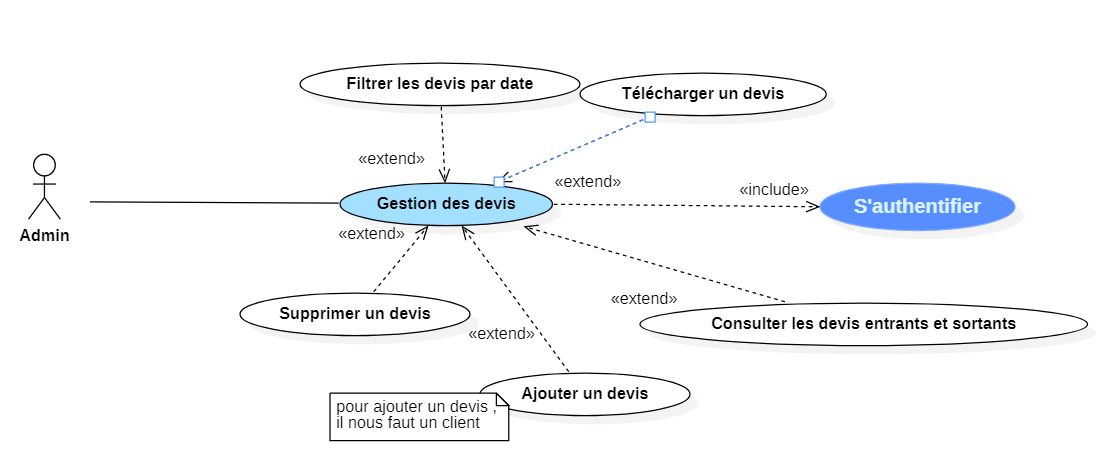 Filtrer les devis par date
Télécharger un devis
«extend»
«extend»
«include»
Gestion des devis
S'authentifier
Admin
«extend»
«extend»
Supprimer un devis
Consulter les devis entrants et sortants
«extend»
Ajouter un devis
pour ajouter un devis ,
il nous faut un client